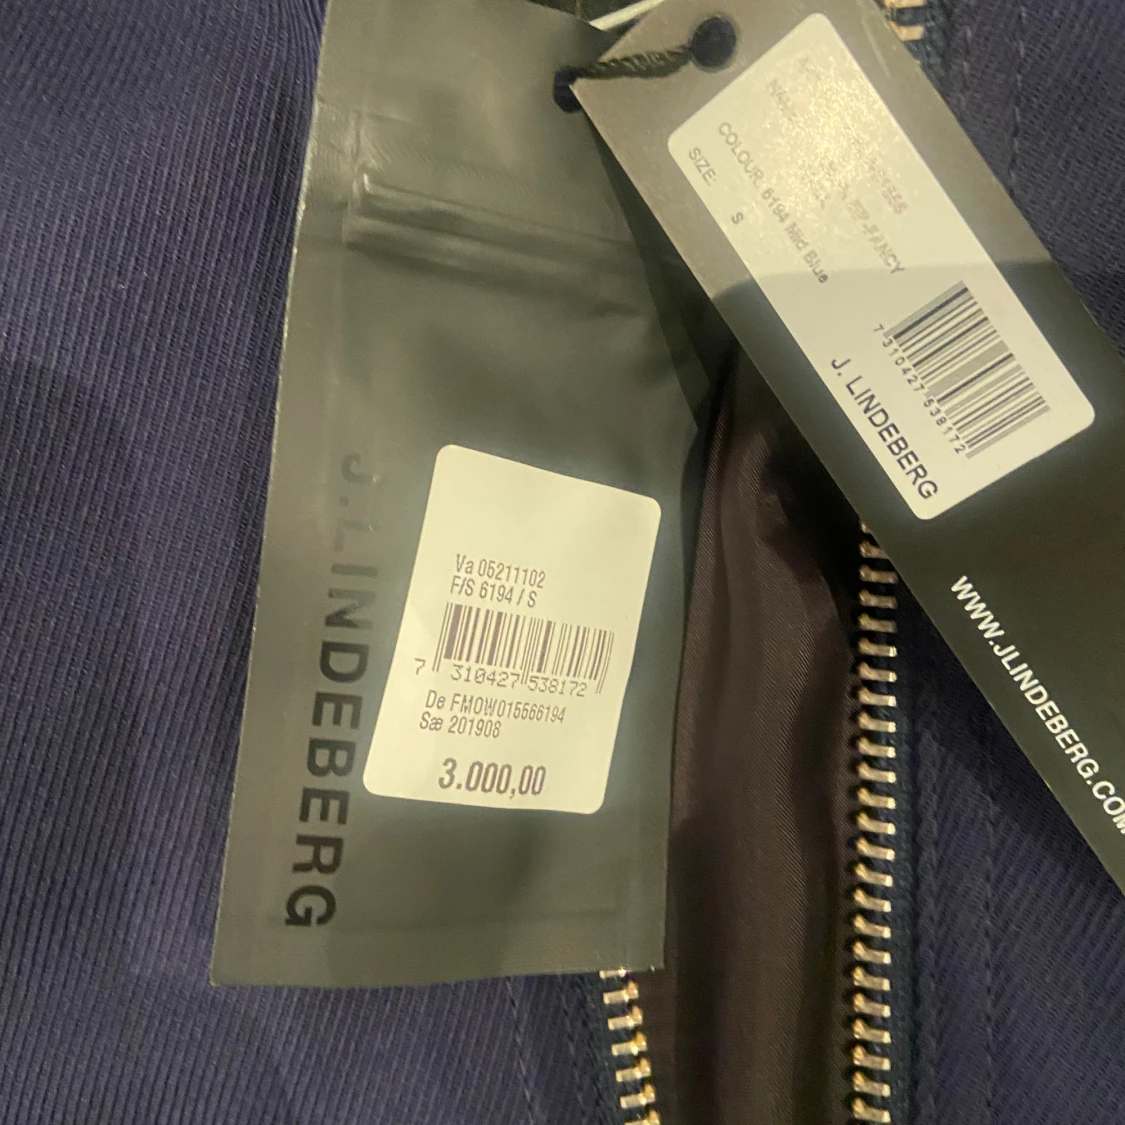 COLOUR: 6194 Mid Blue
SIZE: S
7 310427 538172
J. LINDEBERG
WWW.JLINDEBERG.COM
J.LINDEBERG
Va 05211102
F/S 6194 / S
7 310427 538172
De FMOW015566194
Sæ 201908
3.000,00